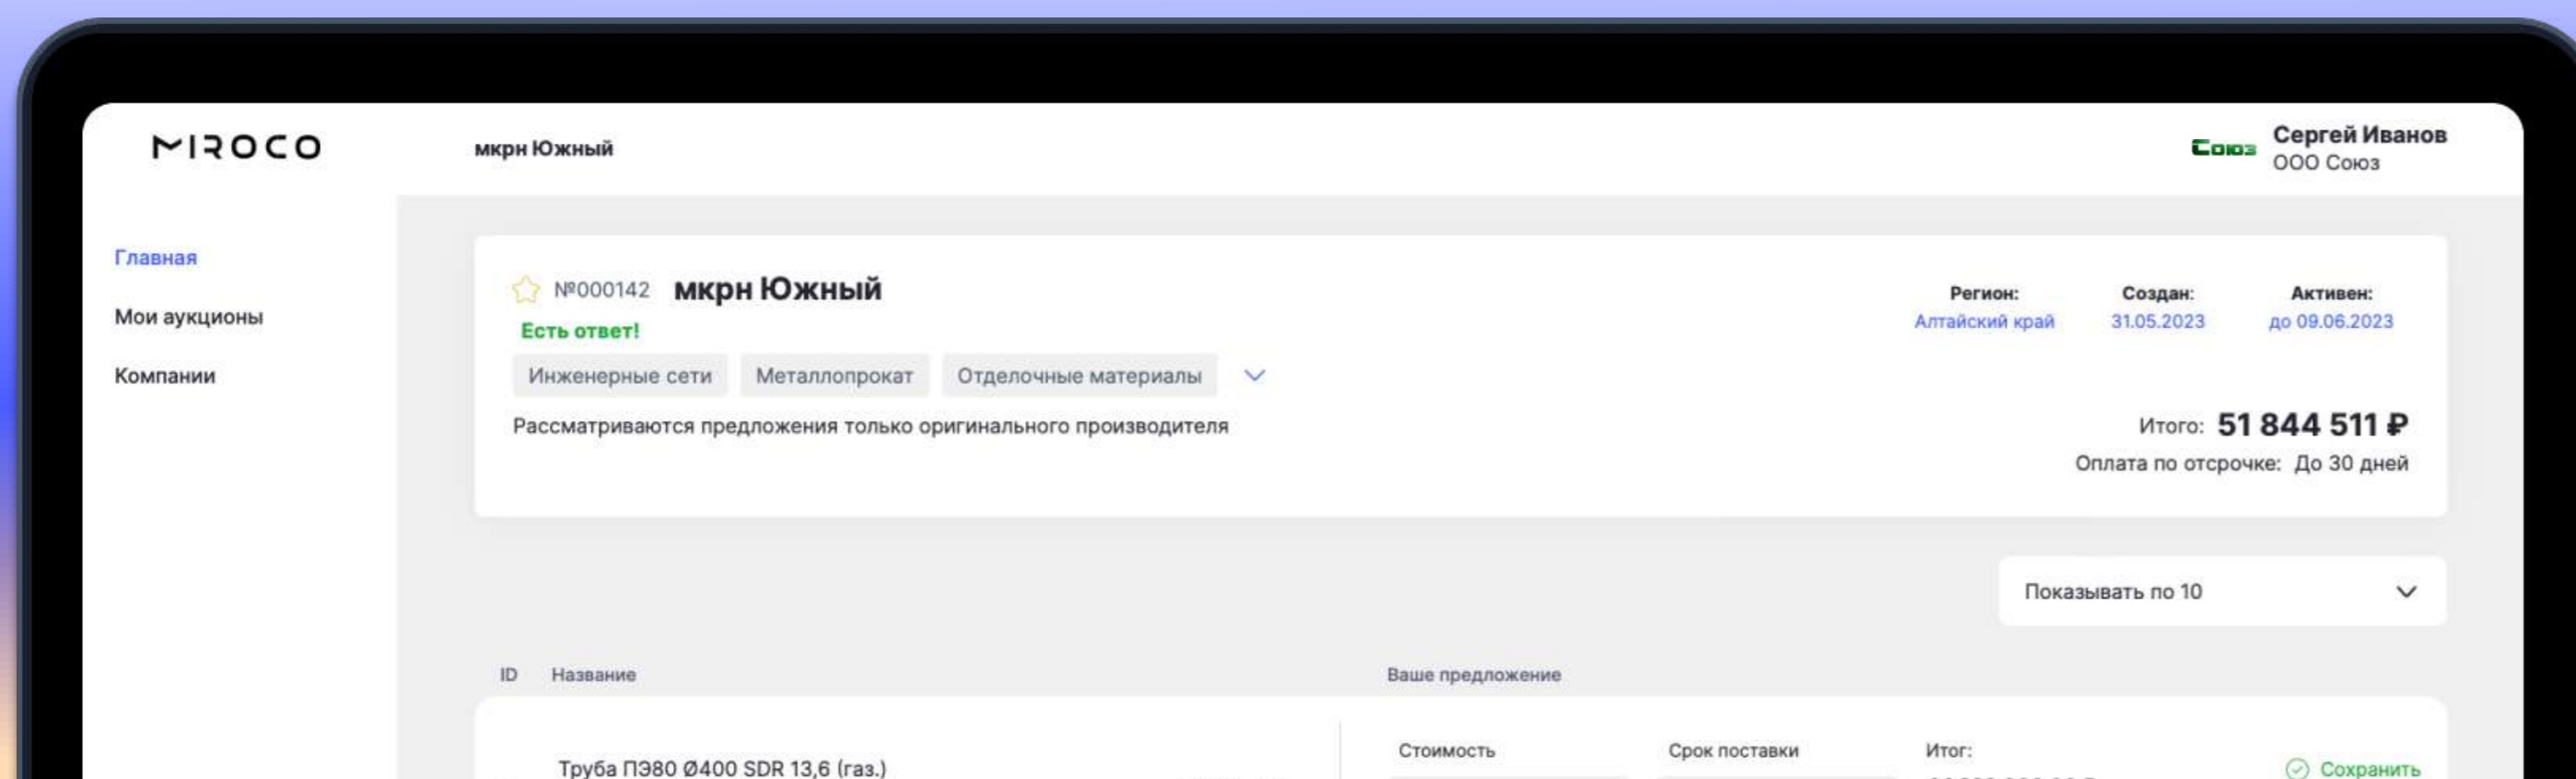 MIROCO
мкрн Южный
Союз
Сергей Иванов
ООО Союз
Главная
Мои аукционы
Компании
№000142 мкрн Южный
Есть ответ!
Инженерные сети Металлопрокат Отделочные материалы
Рассматриваются предложения только оригинального производителя
Регион: Создан: Активен:
Алтайский край 31.05.2023 до 09.06.2023
Итого: 51 844 511 ₽
Оплата по отсрочке: До 30 дней
Показывать по 10
ID Название Ваше предложение
Стоимость Срок поставки Итог:
Труба ПЭ80 Ø400 SDR 13,6 (газ.) Сохранить